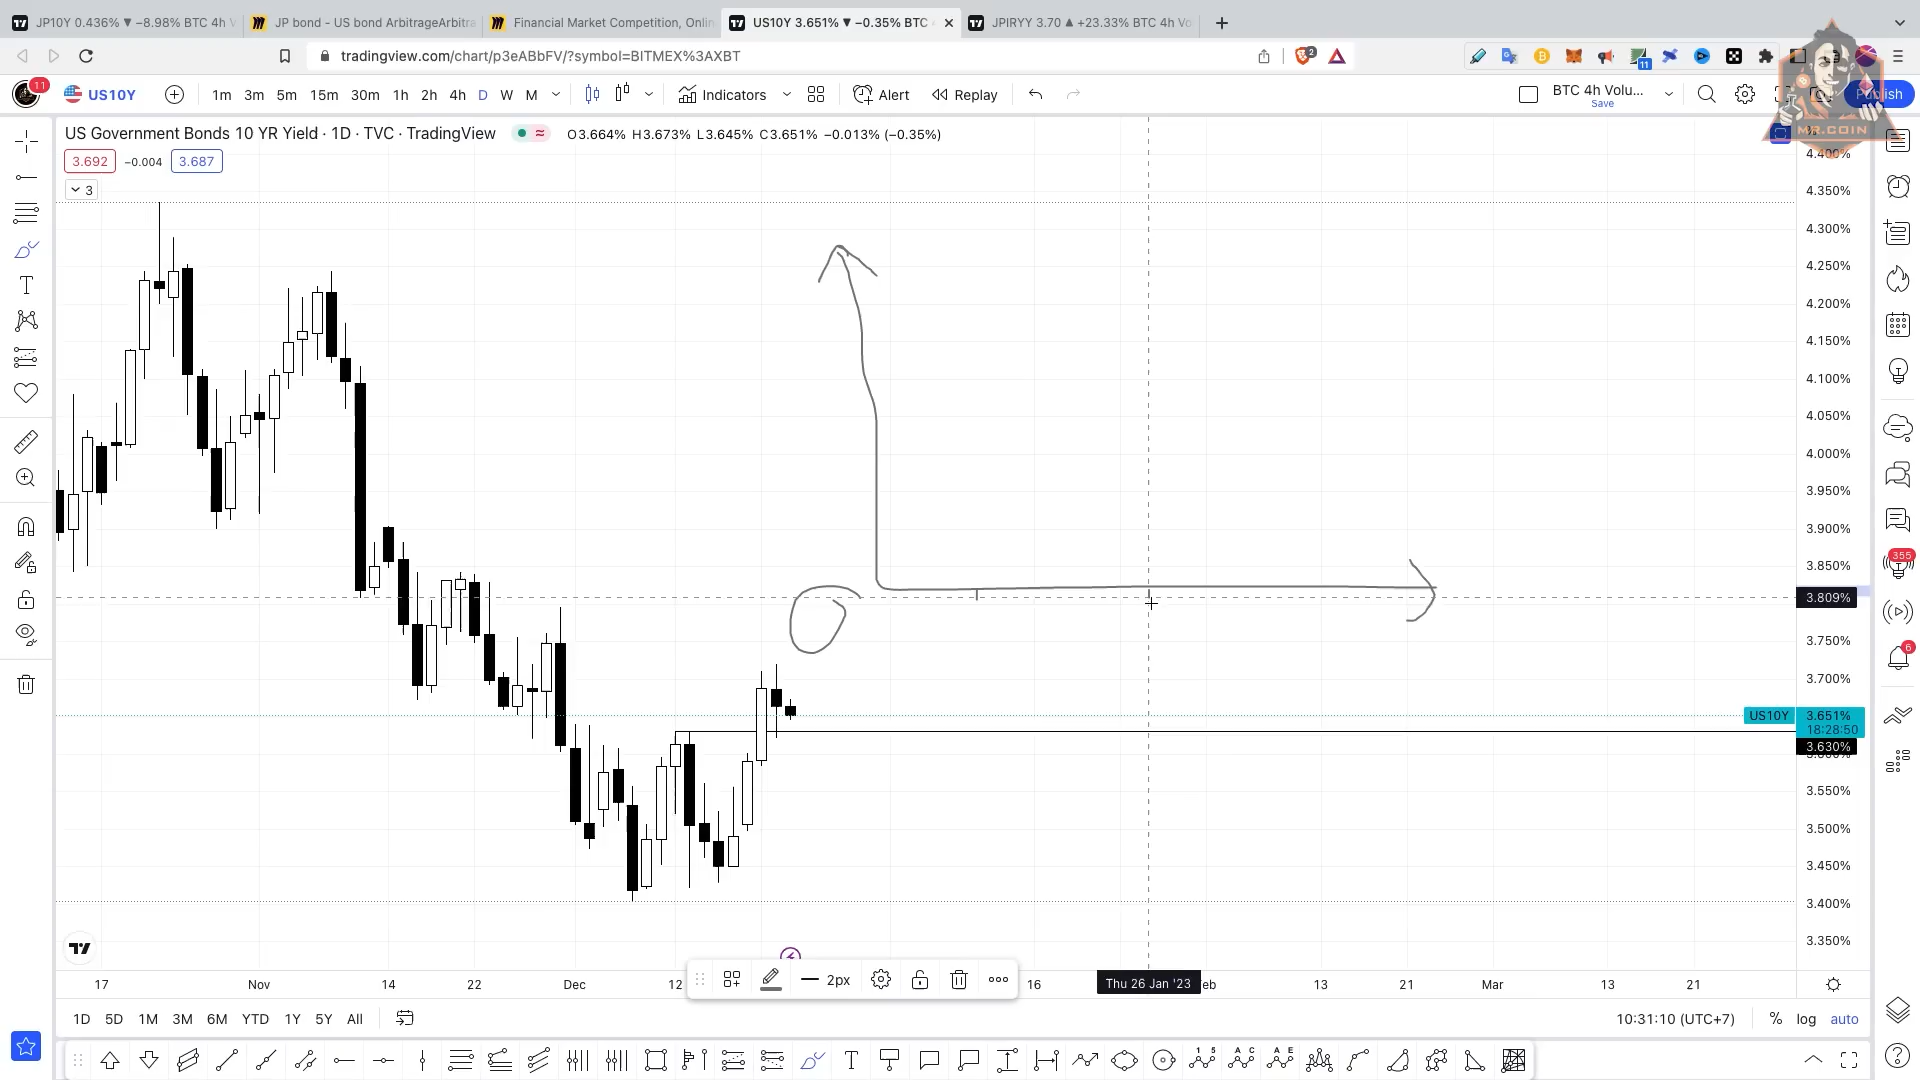 JP10Y 0.436% ▼ −8.98% BTC 4h V
JP bond - US bond ArbitrageArbitra
Financial Market Competition, Onlin
US10Y 3.651% ▼ −0.35% BTC
JPIRYY 3.70 ▲ +23.33% BTC 4h Vo
tradingview.com/chart/p3eABbFV/?symbol=BITMEX%3AXBT
2
11
11
US10Y
1m 3m 5m 15m 30m 1h 2h 4h D W M
Indicators
Alert
Replay
BTC 4h Volu...
Save
Publish
MR.COIN
US Government Bonds 10 YR Yield · 1D · TVC · TradingView
O3.664% H3.673% L3.645% C3.651% −0.013% (−0.35%)
3.692 −0.004 3.687
3
4.400%
4.350%
4.300%
4.250%
4.200%
4.150%
4.100%
4.050%
4.000%
3.950%
3.900%
3.850%
3.809%
3.750%
3.700%
US10Y 3.651%
18:28:50
3.630%
3.600%
3.550%
3.500%
3.450%
3.400%
3.350%
355
6
2px
17 Nov 14 22 Dec 12 16 Thu 26 Jan '23 eb 13 21 Mar 13 21
1D 5D 1M 3M 6M YTD 1Y 5Y All
10:31:10 (UTC+7) % log auto